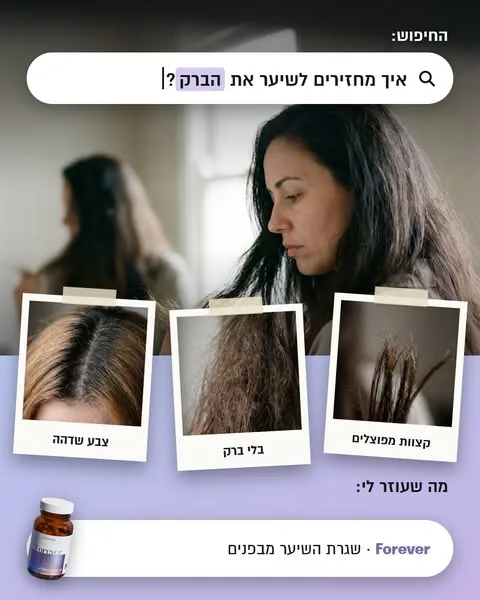 החיפוש:
איך מחזירים לשיער את הברק?
קצוות מפוצלים
בלי ברק
צבע שדהה
מה שעוזר לי:
Forever · שגרת השיער מבפנים